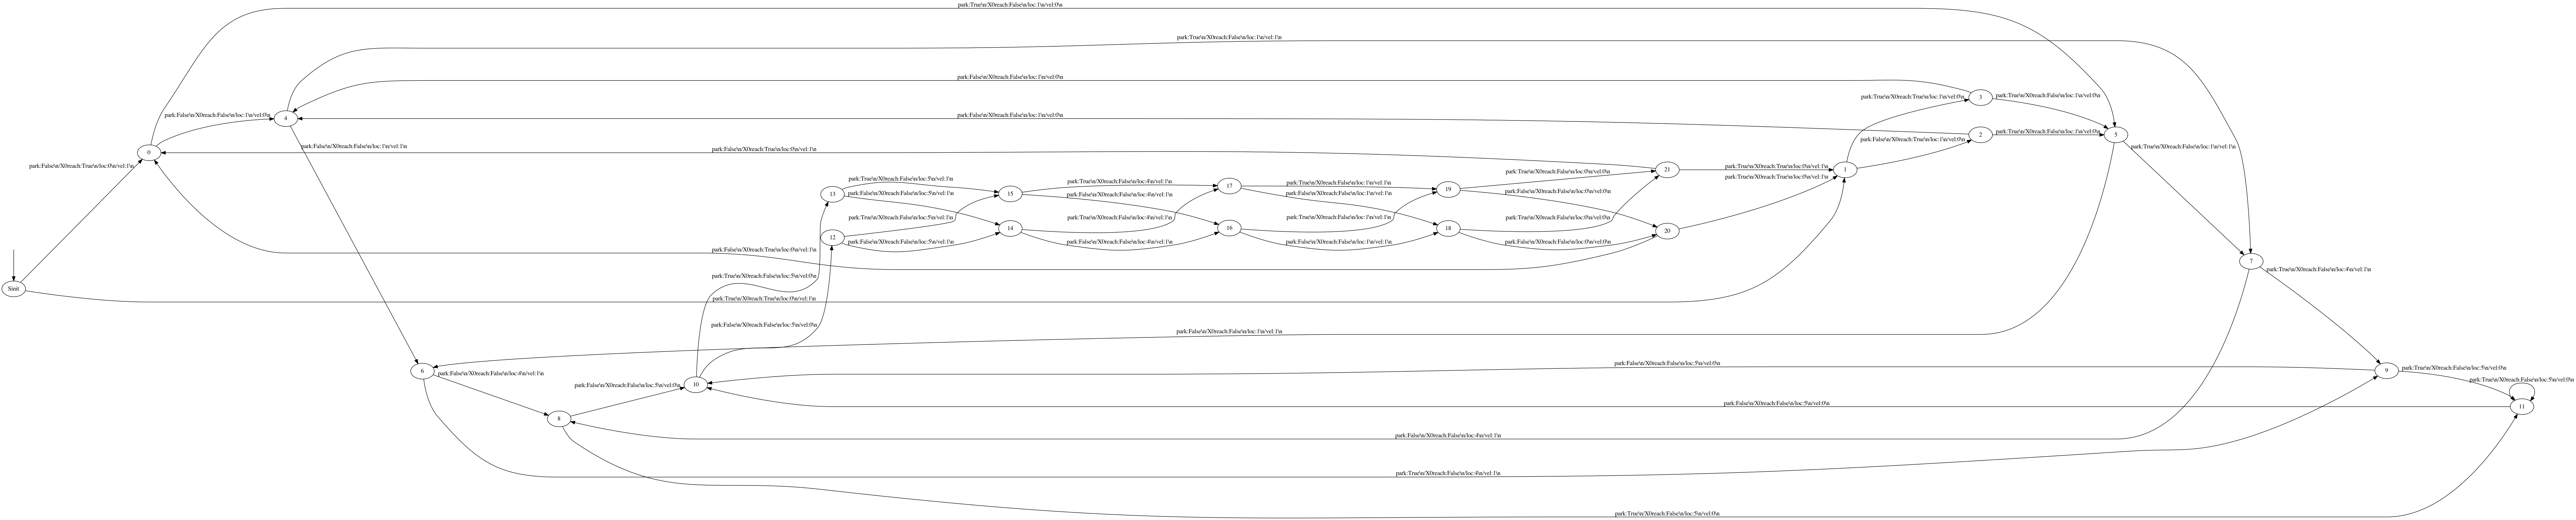 park:True\n/X0reach:False\n/loc:1\n/vel:0\n
park:True\n/X0reach:False\n/loc:1\n/vel:1\n
park:False\n/X0reach:False\n/loc:1\n/vel:0\n
park:True\n/X0reach:True\n/loc:1\n/vel:0\n
3
park:True\n/X0reach:False\n/loc:1\n/vel:0\n
park:False\n/X0reach:False\n/loc:1\n/vel:0\n
4
park:False\n/X0reach:False\n/loc:1\n/vel:0\n
2
park:True\n/X0reach:False\n/loc:1\n/vel:0\n
5
park:False\n/X0reach:True\n/loc:1\n/vel:0\n
park:False\n/X0reach:False\n/loc:1\n/vel:1\n
park:True\n/X0reach:False\n/loc:1\n/vel:1\n
0
park:False\n/X0reach:True\n/loc:0\n/vel:1\n
park:False\n/X0reach:True\n/loc:0\n/vel:1\n
21
park:True\n/X0reach:True\n/loc:0\n/vel:1\n
1
park:True\n/X0reach:False\n/loc:0\n/vel:0\n
park:True\n/X0reach:True\n/loc:0\n/vel:1\n
park:True\n/X0reach:False\n/loc:5\n/vel:1\n
park:True\n/X0reach:False\n/loc:4\n/vel:1\n
17
park:True\n/X0reach:False\n/loc:1\n/vel:1\n
19
13
park:False\n/X0reach:False\n/loc:5\n/vel:1\n
15
park:False\n/X0reach:False\n/loc:4\n/vel:1\n
park:False\n/X0reach:False\n/loc:1\n/vel:1\n
park:False\n/X0reach:False\n/loc:0\n/vel:0\n
park:True\n/X0reach:False\n/loc:5\n/vel:1\n
park:True\n/X0reach:False\n/loc:4\n/vel:1\n
park:True\n/X0reach:False\n/loc:1\n/vel:1\n
park:True\n/X0reach:False\n/loc:0\n/vel:0\n
14
16
18
20
12
park:False\n/X0reach:False\n/loc:5\n/vel:1\n
park:False\n/X0reach:False\n/loc:4\n/vel:1\n
park:False\n/X0reach:False\n/loc:1\n/vel:1\n
park:False\n/X0reach:False\n/loc:0\n/vel:0\n
park:False\n/X0reach:True\n/loc:0\n/vel:1\n
7
park:True\n/X0reach:False\n/loc:4\n/vel:1\n
park:True\n/X0reach:False\n/loc:5\n/vel:0\n
Sinit
park:True\n/X0reach:True\n/loc:0\n/vel:1\n
park:False\n/X0reach:False\n/loc:5\n/vel:0\n
park:False\n/X0reach:False\n/loc:1\n/vel:1\n
park:False\n/X0reach:False\n/loc:5\n/vel:0\n
6
park:False\n/X0reach:False\n/loc:4\n/vel:1\n
9
park:True\n/X0reach:False\n/loc:5\n/vel:0\n
park:True\n/X0reach:False\n/loc:5\n/vel:0\n
park:False\n/X0reach:False\n/loc:5\n/vel:0\n
10
park:False\n/X0reach:False\n/loc:5\n/vel:0\n
11
8
park:False\n/X0reach:False\n/loc:4\n/vel:1\n
park:True\n/X0reach:False\n/loc:4\n/vel:1\n
park:True\n/X0reach:False\n/loc:5\n/vel:0\n